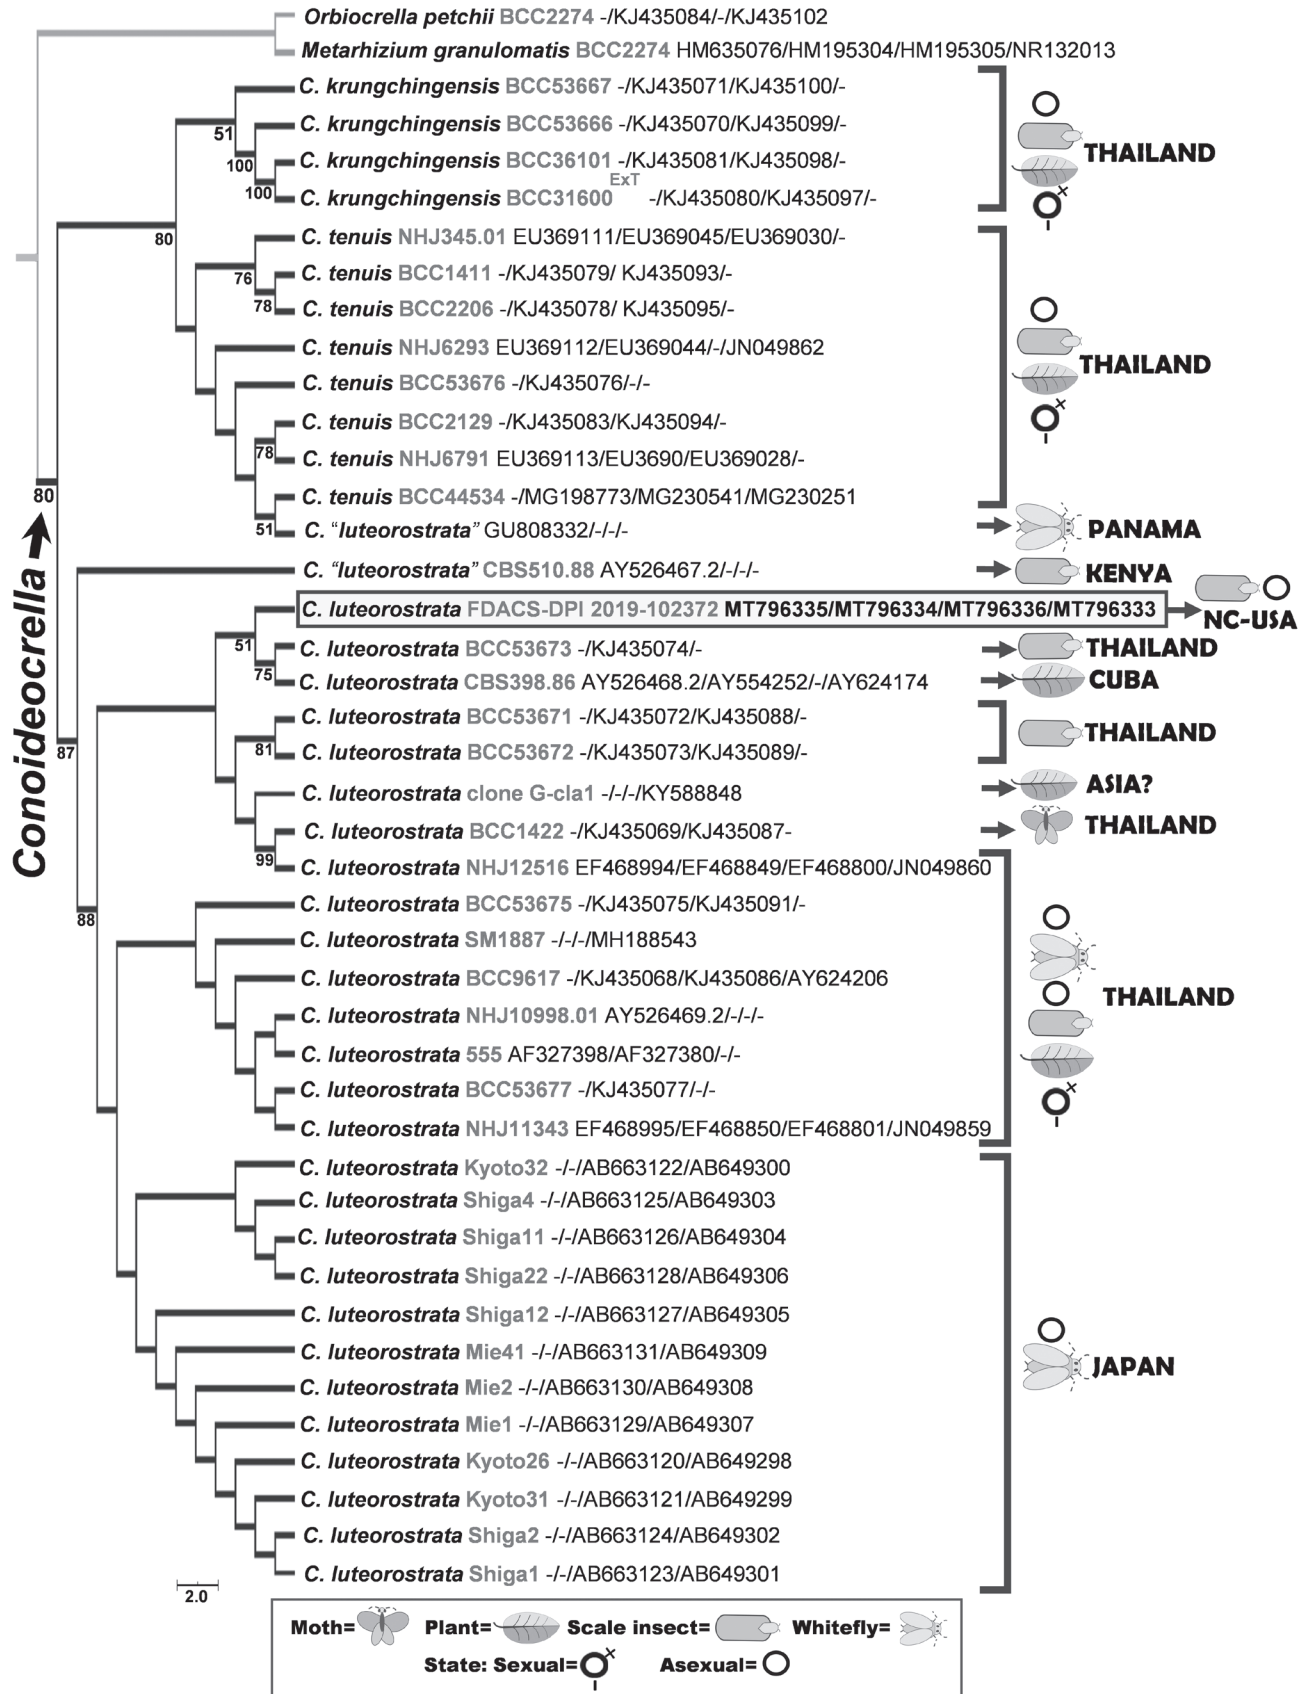 Orbiocrella petchii BCC2274 -/KJ435084/-/KJ435102
Metarhizium granulomatis BCC2274 HM635076/HM195304/HM195305/NR132013
C. krungchingensis BCC53667 -/KJ435071/KJ435100/-
51
C. krungchingensis BCC53666 -/KJ435070/KJ435099/-
THAILAND
100
C. krungchingensis BCC36101 -/KJ435081/KJ435098/-
100
C. krungchingensis BCC31600 ExT -/KJ435080/KJ435097/-
80
C. tenuis NHJ345.01 EU369111/EU369045/EU369030/-
76
C. tenuis BCC1411 -/KJ435079/ KJ435093/-
78
C. tenuis BCC2206 -/KJ435078/ KJ435095/-
C. tenuis NHJ6293 EU369112/EU369044/-/JN049862
THAILAND
C. tenuis BCC53676 -/KJ435076/-/-
C. tenuis BCC2129 -/KJ435083/KJ435094/-
78
C. tenuis NHJ6791 EU369113/EU3690/EU369028/-
C. tenuis BCC44534 -/MG198773/MG230541/MG230251
80
51
C. “luteorostrata” GU808332/-/-/-
PANAMA
C. “luteorostrata” CBS510.88 AY526467.2/-/-/-
KENYA
Conoideocrella
C. luteorostrata FDACS-DPI 2019-102372 MT796335/MT796334/MT796336/MT796333
NC-USA
51
C. luteorostrata BCC53673 -/KJ435074/-
THAILAND
75
C. luteorostrata CBS398.86 AY526468.2/AY554252/-/AY624174
CUBA
C. luteorostrata BCC53671 -/KJ435072/KJ435088/-
THAILAND
87
81
C. luteorostrata BCC53672 -/KJ435073/KJ435089/-
C. luteorostrata clone G-cla1 -/-/-/KY588848
ASIA?
C. luteorostrata BCC1422 -/KJ435069/KJ435087-
THAILAND
99
C. luteorostrata NHJ12516 EF468994/EF468849/EF468800/JN049860
88
C. luteorostrata BCC53675 -/KJ435075/KJ435091/-
C. luteorostrata SM1887 -/-/-/MH188543
C. luteorostrata BCC9617 -/KJ435068/KJ435086/AY624206
THAILAND
C. luteorostrata NHJ10998.01 AY526469.2/-/-/-
C. luteorostrata 555 AF327398/AF327380/-/-
C. luteorostrata BCC53677 -/KJ435077/-/-
C. luteorostrata NHJ11343 EF468995/EF468850/EF468801/JN049859
C. luteorostrata Kyoto32 -/-/AB663122/AB649300
C. luteorostrata Shiga4 -/-/AB663125/AB649303
C. luteorostrata Shiga11 -/-/AB663126/AB649304
C. luteorostrata Shiga22 -/-/AB663128/AB649306
C. luteorostrata Shiga12 -/-/AB663127/AB649305
C. luteorostrata Mie41 -/-/AB663131/AB649309
JAPAN
C. luteorostrata Mie2 -/-/AB663130/AB649308
C. luteorostrata Mie1 -/-/AB663129/AB649307
C. luteorostrata Kyoto26 -/-/AB663120/AB649298
C. luteorostrata Kyoto31 -/-/AB663121/AB649299
C. luteorostrata Shiga2 -/-/AB663124/AB649302
C. luteorostrata Shiga1 -/-/AB663123/AB649301
2.0
Moth= Plant= Scale insect= Whitefly=
State: Sexual= Asexual=